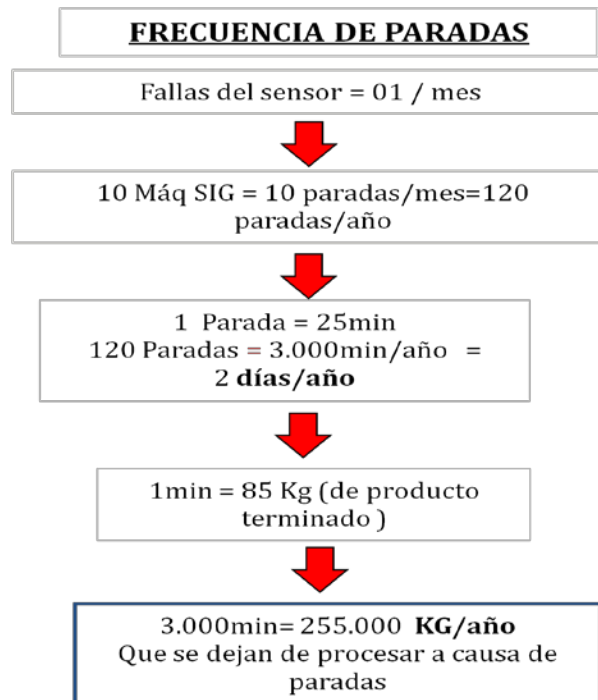 FRECUENCIA DE PARADAS
Fallas del sensor = 01 / mes
10 Máq SIG = 10 paradas/mes=120
paradas/año
1 Parada = 25min
120 Paradas = 3.000min/año =
2 días/año
1min = 85 Kg (de producto
terminado )
3.000min= 255.000 KG/año
Que se dejan de procesar a causa de
paradas